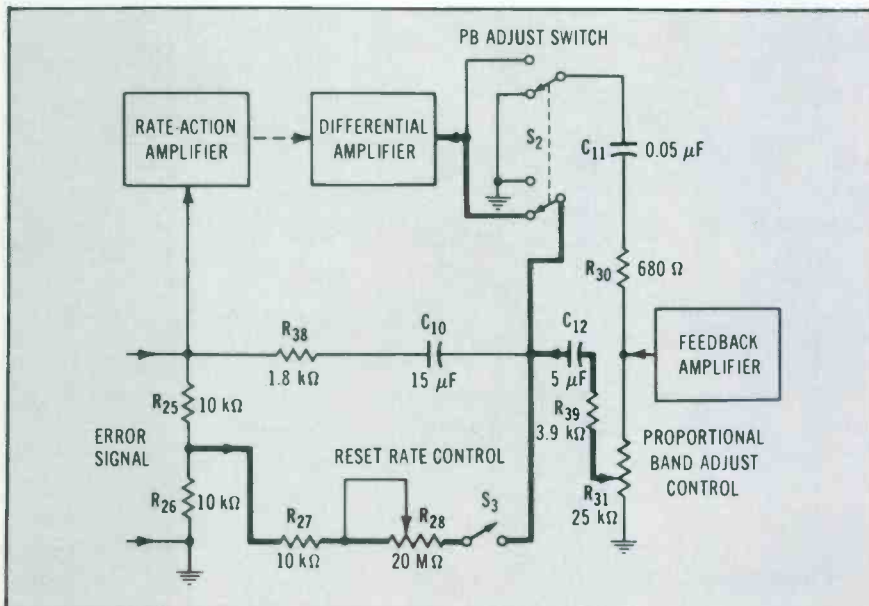 PB ADJUST SWITCH
RATE-ACTION
AMPLIFIER
DIFFERENTIAL
AMPLIFIER
S2
C11
0.05 µF
R30
680 Ω
R38
1.8 kΩ
C10
15 µF
C12
5 µF
FEEDBACK
AMPLIFIER
R25
10 kΩ
R39
3.9 kΩ
ERROR
SIGNAL
RESET RATE CONTROL
PROPORTIONAL
BAND ADJUST
CONTROL
R26
10 kΩ
R27
10 kΩ
R28
20 MΩ
S3
R31
25 kΩ